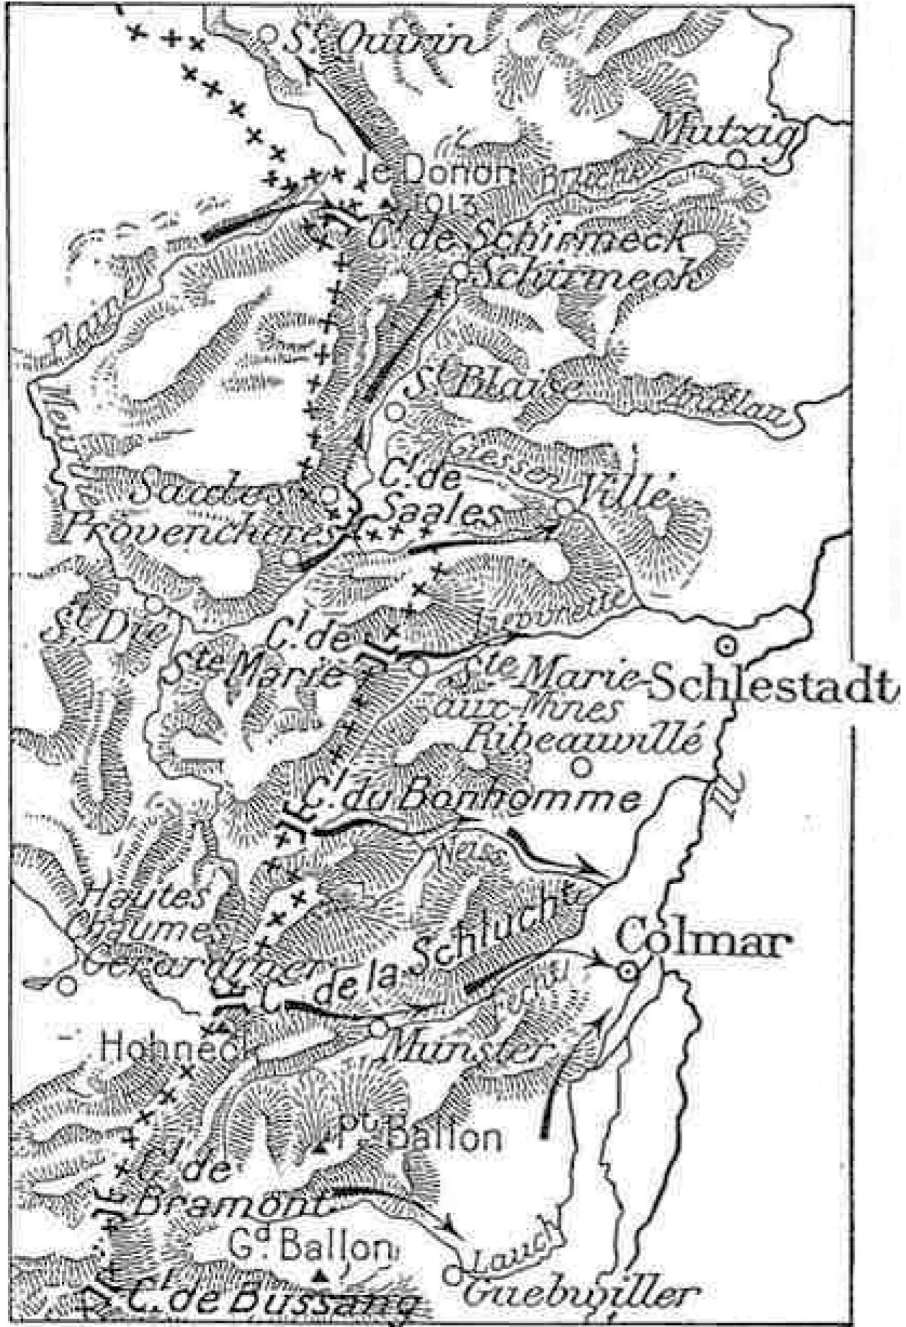 St Quirin
Mutzig
le Donon
1013
Bruche
Cl. de Schirmeck
Schirmeck
Plaine
St Blaise
Andlau
Meurthe
Giessen
Cl. de
Saales
Saales
Villé
Provenchères
St Dié
Liepvrette
Cl. de
Ste Marie
Ste Marie-
aux-Mines
Schlestadt
Ribeauvillé
Cl. du Bonhomme
Ill
Weiss
Hautes
Chaumes
Gérardmer
C. de la Schlucht
Colmar
Fecht
Hohneck
Munster
Pt Ballon
Cl. de
Bramont
Gd. Ballon
Lauch
Guebwiller
Cl. de Bussang